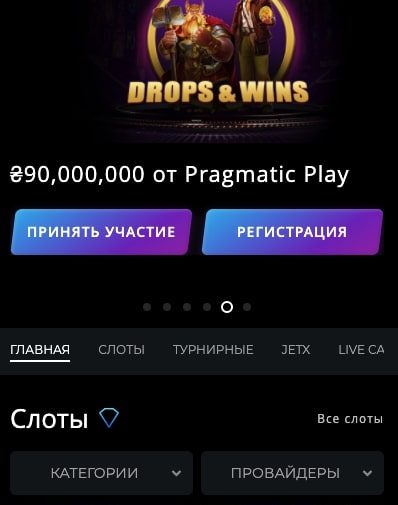 DROPS & WINS
₴90,000,000 от Pragmatic Play
ПРИНЯТЬ УЧАСТИЕ РЕГИСТРАЦИЯ
ГЛАВНАЯ СЛОТЫ ТУРНИРНЫЕ JETX LIVE CA
Слоты Все слоты
КАТЕГОРИИ ПРОВАЙДЕРЫ